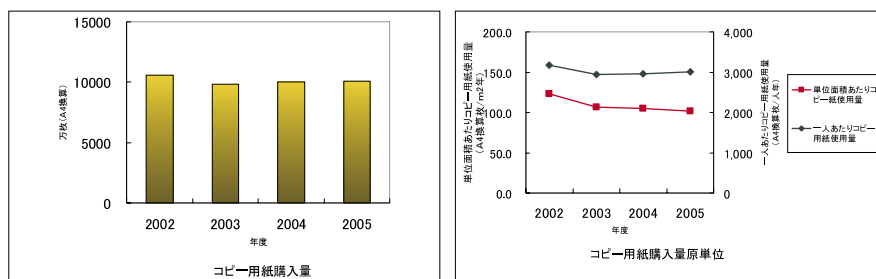 15000
10000
5000
0
万枚(A4換算)
2002 2003 2004 2005
年度
コピー用紙購入量
200.0
150.0
100.0
50.0
0.0
単位面積あたりコピー用紙使用量
(A4換算枚/m2年)
4,000
3,000
2,000
1,000
0
一人あたりコピー用紙使用量
(A4換算枚/人年)
2002 2003 2004 2005
年度
コピー用紙購入量原単位
単位面積あたりコ
ピー紙使用量
一人あたりコピー
用紙使用量